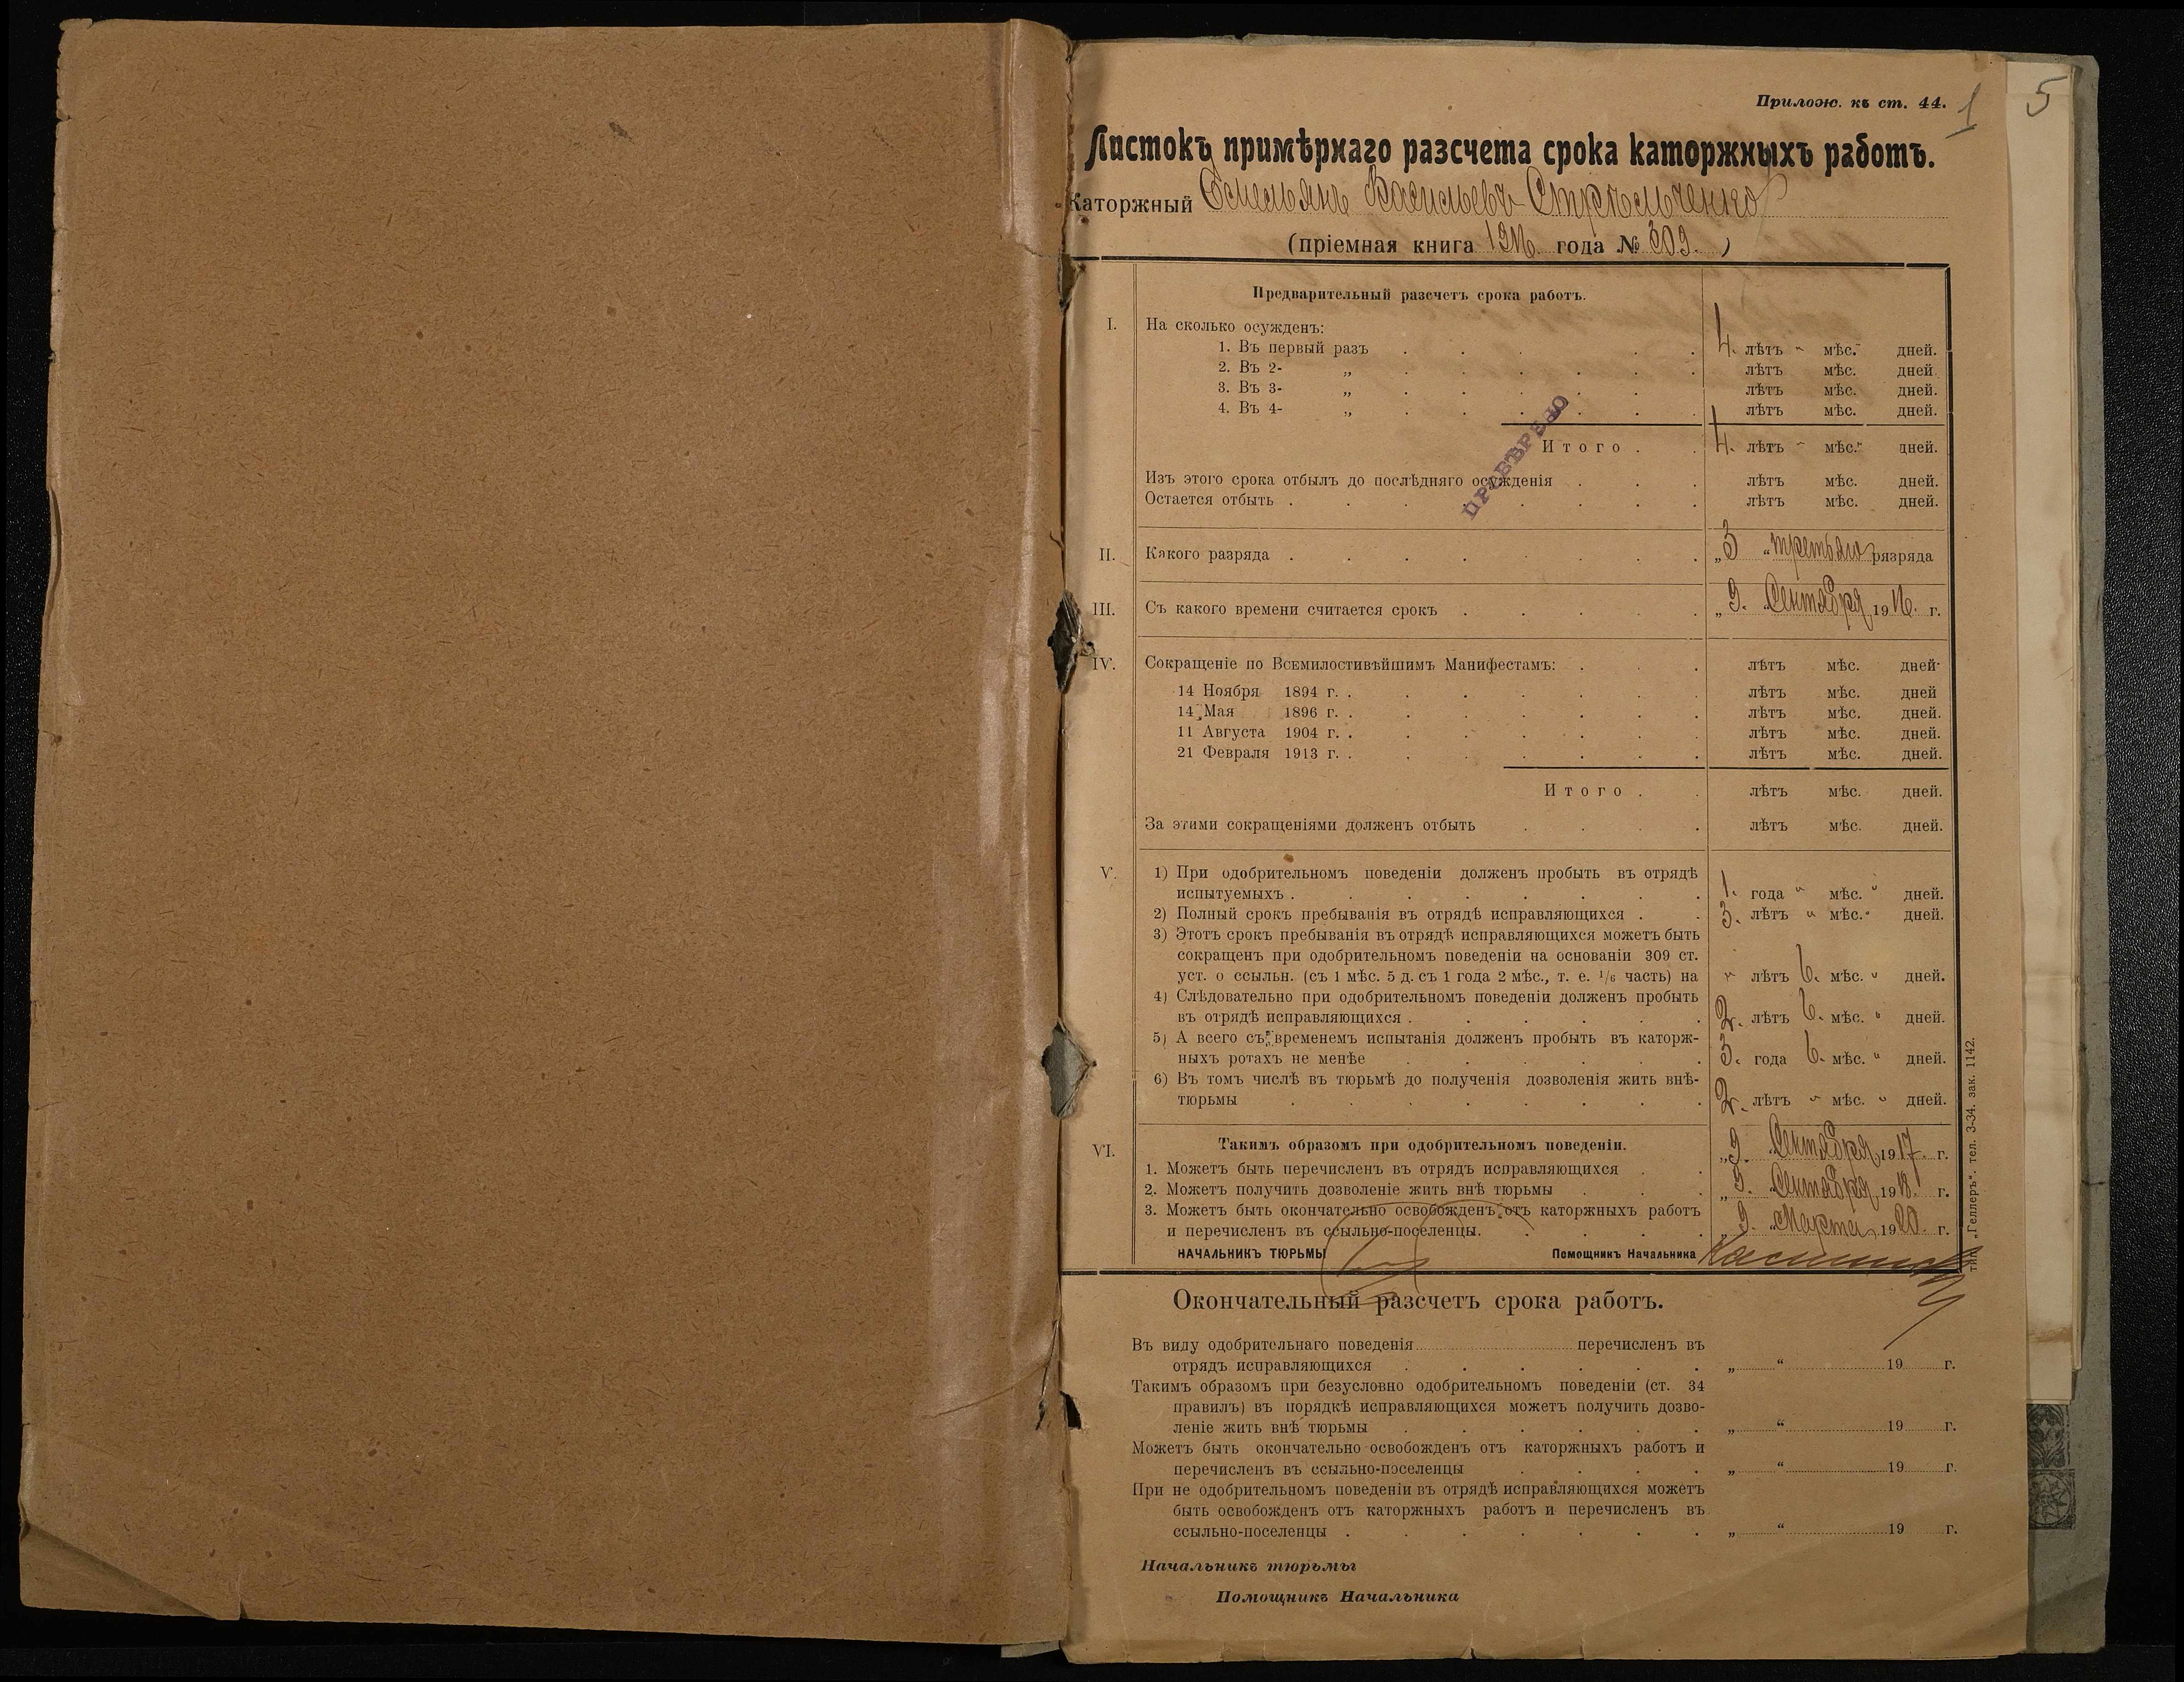 5
1
Прилож. къ ст. 44.
Листокъ примѣрнаго разсчета срока каторжныхъ работъ.
Каторжный Емельянъ Васильевъ Стрѣльченко
(пріемная книга 1916. года № 309.)
Предварительный разсчетъ срока работъ.
I. На сколько осужденъ:
1. Въ первый разъ . . . . . 4. лѣтъ " мѣс. " дней.
2. Въ 2- „ . . . . . . лѣтъ мѣс. дней.
3. Въ 3- „ . . . . . . лѣтъ мѣс. дней.
4. Въ 4- „ . . . . . . лѣтъ мѣс. дней.
ПРОВѢРЕНО
Итого . . 4. лѣтъ " мѣс. " дней.
Изъ этого срока отбылъ до послѣдняго осужденія . . . лѣтъ мѣс. дней.
Остается отбыть . . . . . . . . лѣтъ мѣс. дней.
II. Какого разряда . . . . . . . . „3 “ третьяго разряда
III. Съ какого времени считается срокъ . . . . . „9. Сентября 1916. г.
IV. Сокращеніе по Всемилостивѣйшимъ Манифестамъ: . . . лѣтъ мѣс. дней.
14 Ноября 1894 г. . . . . . . . лѣтъ мѣс. дней
14 Мая 1896 г. . . . . . . . лѣтъ мѣс. дней.
11 Августа 1904 г. . . . . . . . лѣтъ мѣс. дней.
21 Февраля 1913 г. . . . . . . . лѣтъ мѣс. дней.
Итого . . лѣтъ мѣс. дней.
За этими сокращеніями долженъ отбыть . . . . лѣтъ мѣс. дней.
V. 1) При одобрительномъ поведеніи долженъ пробыть въ отрядѣ
испытуемыхъ . . . . . . . . 1. года " мѣс. " дней.
2) Полный срокъ пребыванія въ отрядѣ исправляющихся . . 3. лѣтъ " мѣс. " дней.
3) Этотъ срокъ пребыванія въ отрядѣ исправляющихся можетъ быть
сокращенъ при одобрительномъ поведеніи на основаніи 309 ст.
уст. о ссыльн. (съ 1 мѣс. 5 д. съ 1 года 2 мѣс., т. е. 1/6 часть) на " лѣтъ 6. мѣс. " дней.
4) Слѣдовательно при одобрительномъ поведеніи долженъ пробыть
въ отрядѣ исправляющихся . . . . . . 2. лѣтъ 6. мѣс. " дней.
5) А всего съ временемъ испытанія долженъ пробыть въ каторж-
ныхъ ротахъ не менѣе . . . . . . 3. года 6. мѣс. " дней.
6) Въ томъ числѣ въ тюрьмѣ до полученія дозволенія жить внѣ-
тюрьмы . . . . . . . . 2. лѣтъ " мѣс. " дней.
VI. Такимъ образомъ при одобрительномъ поведеніи.
1. Можетъ быть перечисленъ въ отрядъ исправляющихся . . „9. Сентября 1917. г.
2. Можетъ получить дозволеніе жить внѣ тюрьмы . . . „9. Сентября 1918. г.
3. Можетъ быть окончательно освобожденъ отъ каторжныхъ работъ
и перечисленъ въ ссыльно-поселенцы. . . . . „9. Марта 1920. г.
НАЧАЛЬНИКЪ ТЮРЬМЫ Помощникъ Начальника
Окончательный разсчетъ срока работъ.
Въ виду одобрительнаго поведенія перечисленъ въ
отрядъ исправляющихся . . . . . . „ “ 19 г.
Такимъ образомъ при безусловно одобрительномъ поведеніи (ст. 34
правилъ) въ порядкѣ исправляющихся можетъ получить дозво-
леніе жить внѣ тюрьмы . . . . . . „ “ 19 г.
Можетъ быть окончательно освобожденъ отъ каторжныхъ работъ и
перечисленъ въ ссыльно-поселенцы . . . . „ “ 19 г.
При не одобрительномъ поведеніи въ отрядѣ исправляющихся можетъ
быть освобожденъ отъ каторжныхъ работъ и перечисленъ въ
ссыльно-поселенцы . . . . . . . „ “ 19 г.
Начальникъ тюрьмы
Помощникъ Начальника
тип. „Геллеръ“. тел. 3-34. зак. 1142.